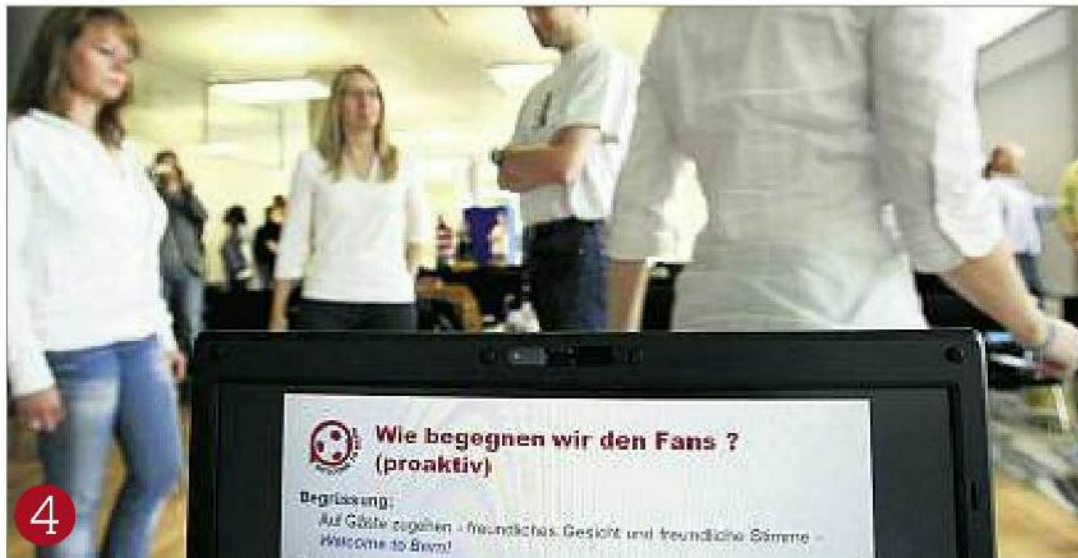 Wie begegnen wir den Fans ?
(proaktiv)
Begrüssung:
Auf Gäste zugehen - freundliches Gesicht und freundliche Stimme -
Welcome to Bern!
4